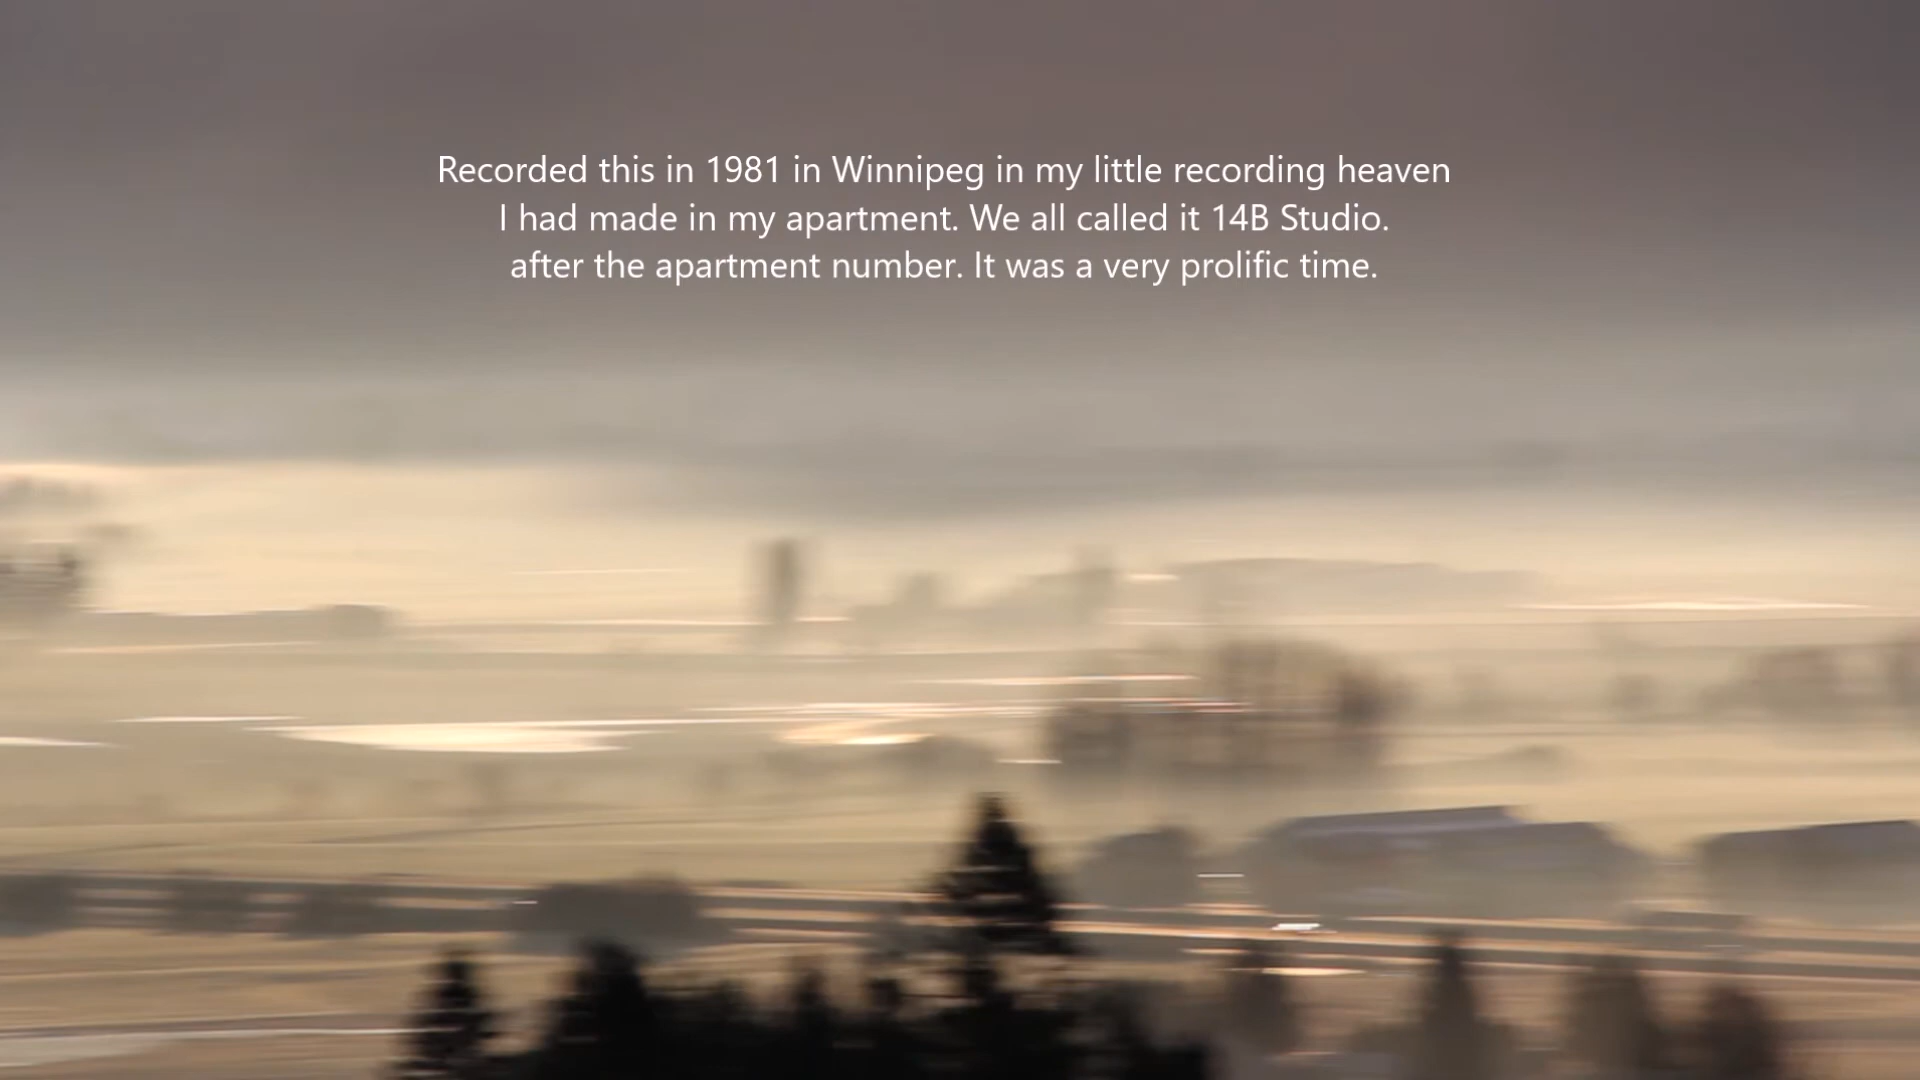 Recorded this in 1981 in Winnipeg in my little recording heaven
I had made in my apartment. We all called it 14B Studio.
after the apartment number. It was a very prolific time.